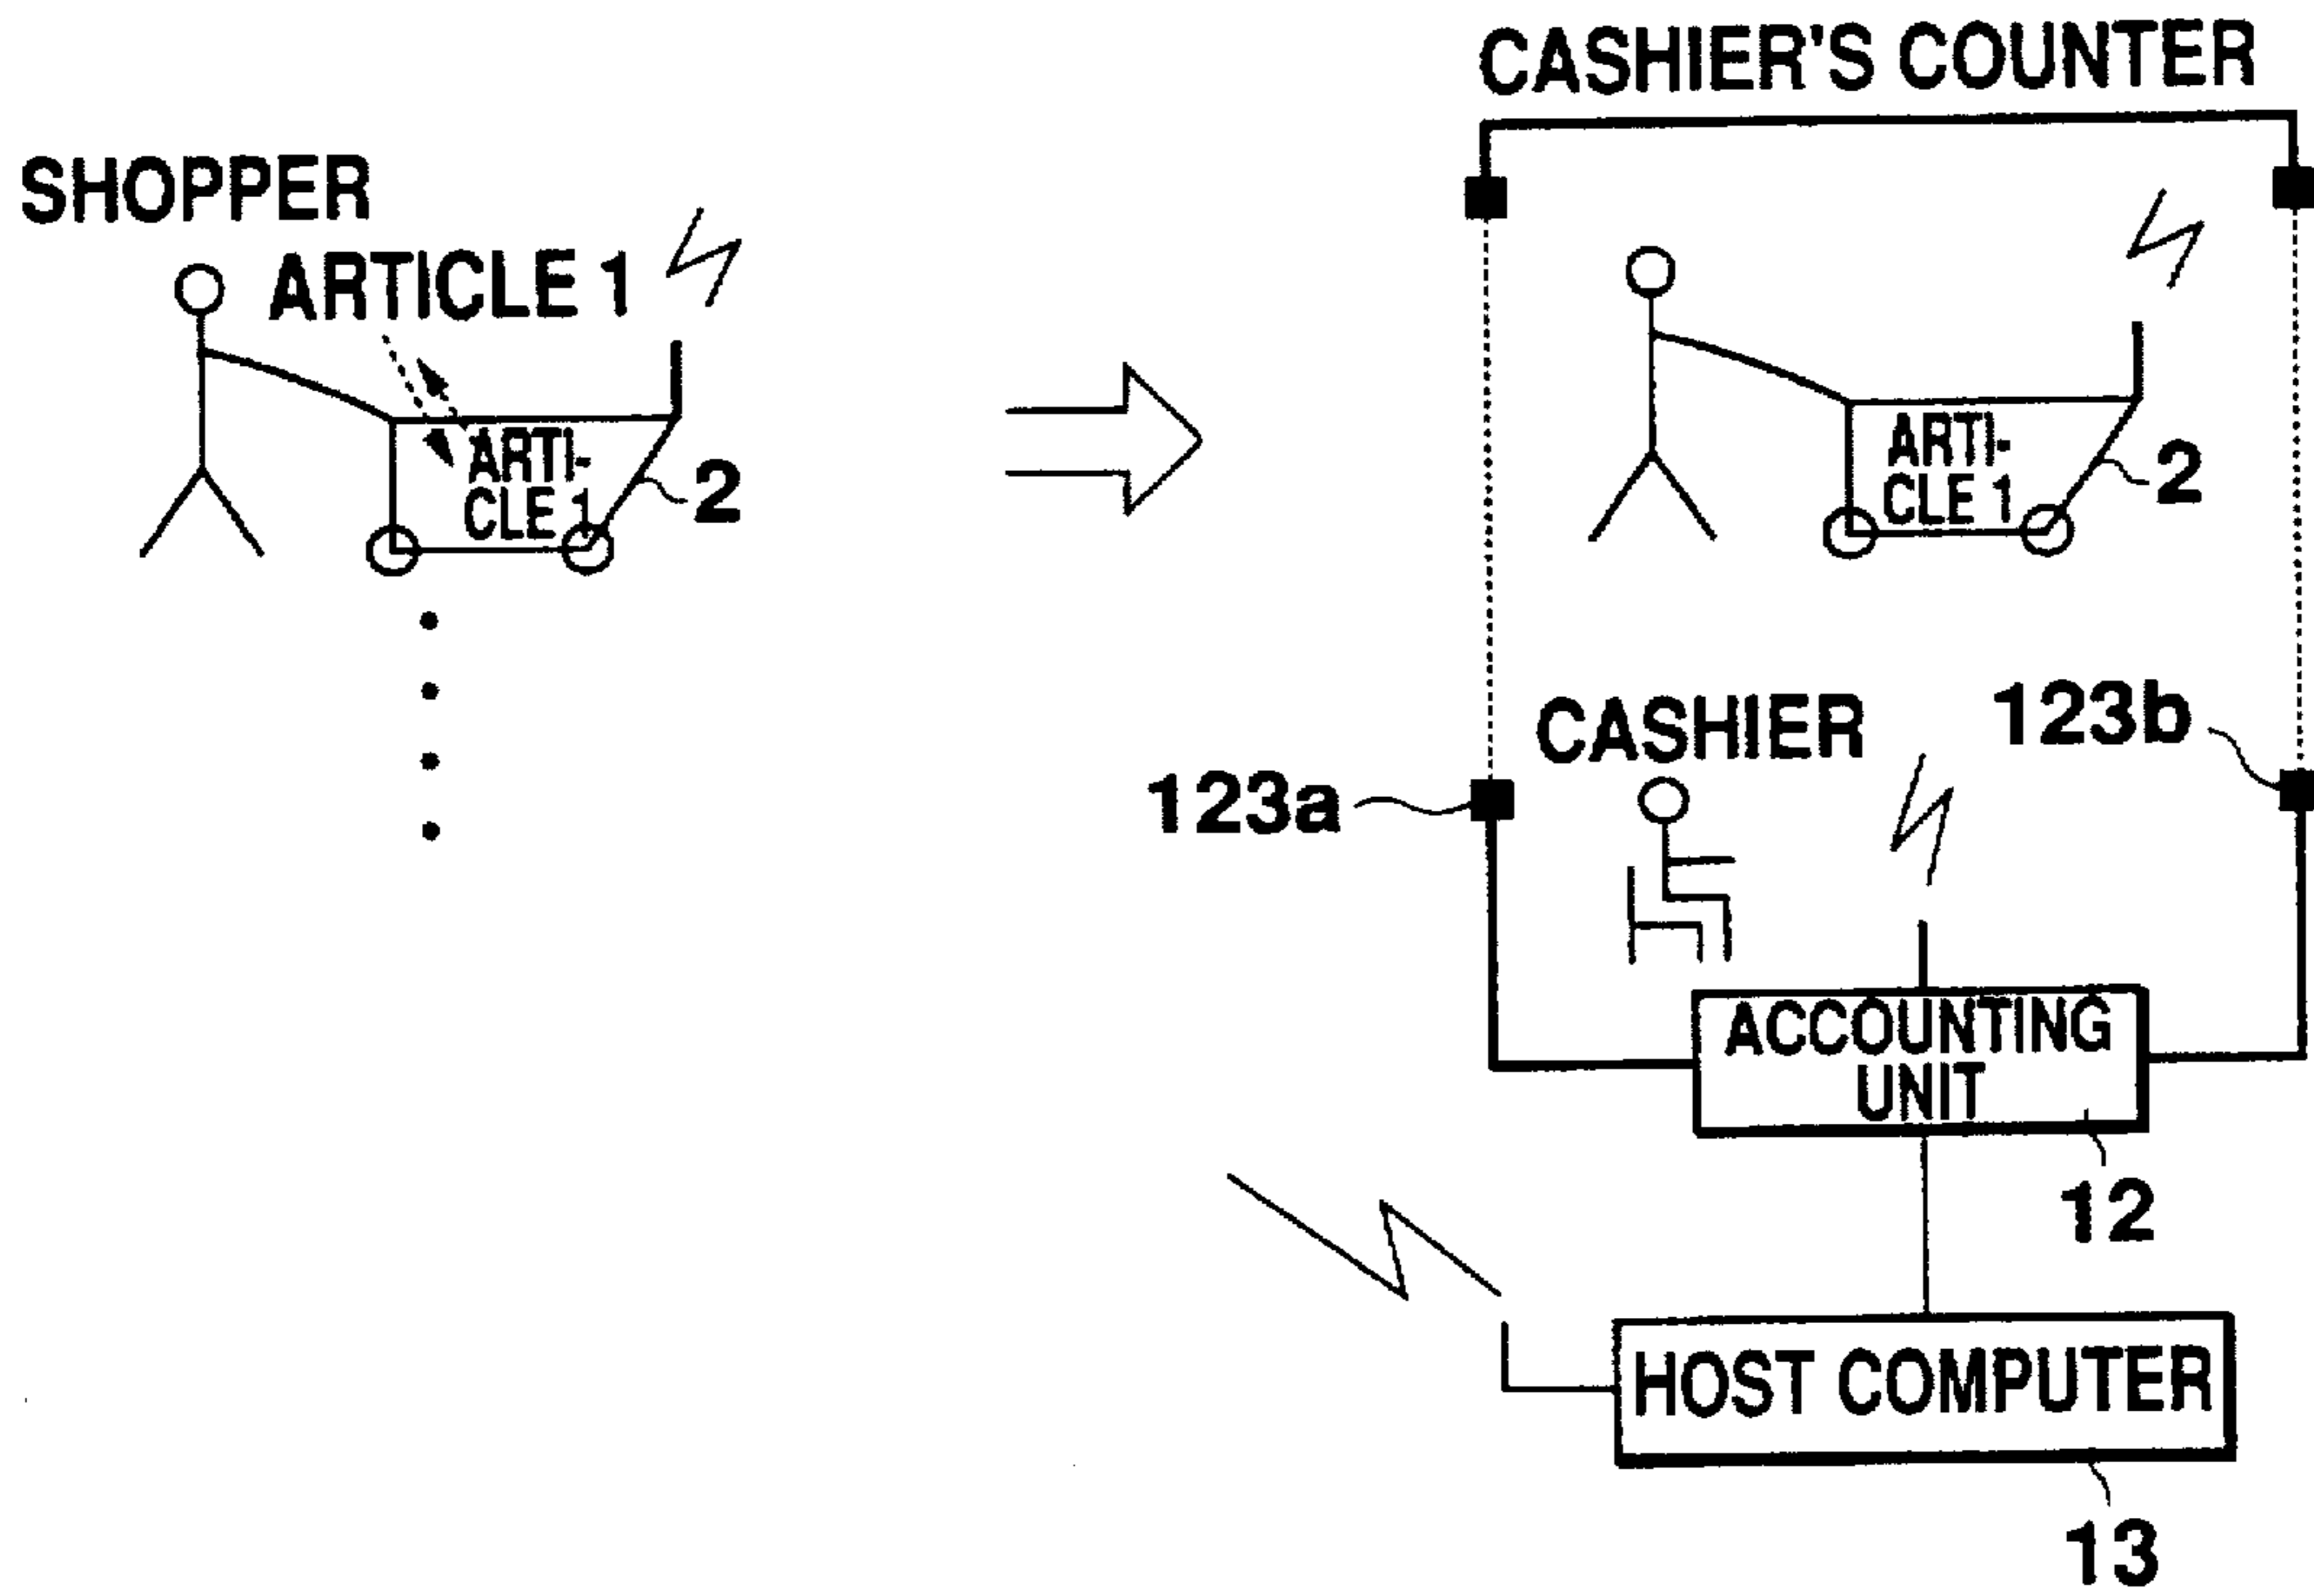 CASHIER'S COUNTER
SHOPPER
ARTICLE 1
ARTI-
CLE 1
2
ARTI-
CLE 1
2
CASHIER
123b
123a
ACCOUNTING
UNIT
12
HOST COMPUTER
13